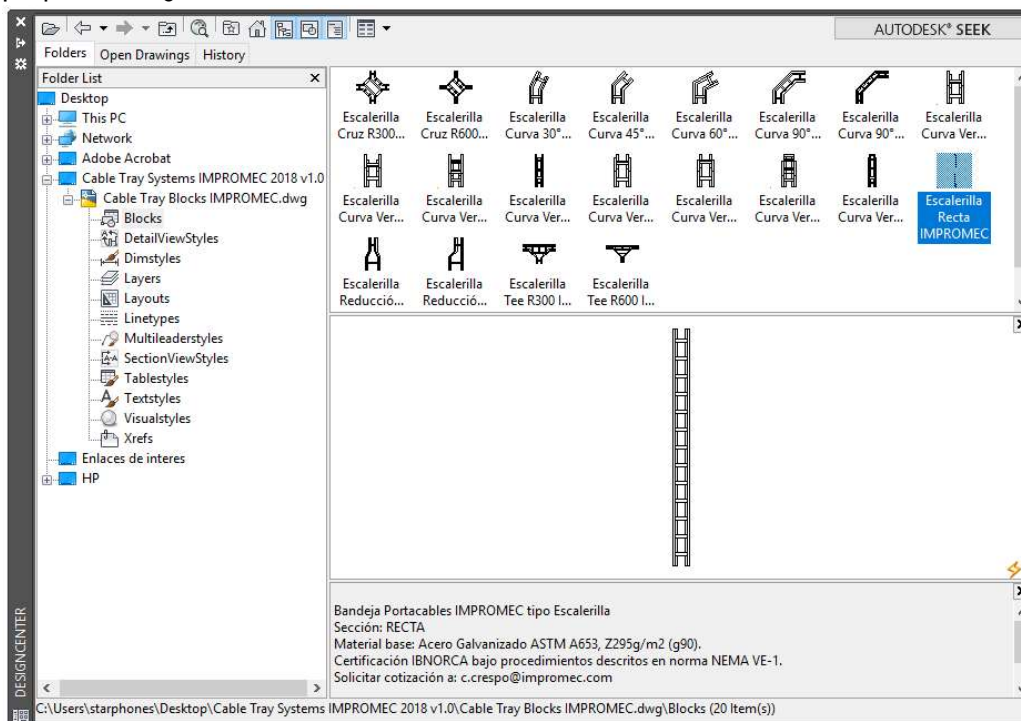 AUTODESK® SEEK
Folders Open Drawings History
Folder List
Desktop
This PC
Network
Adobe Acrobat
Cable Tray Systems IMPROMEC 2018 v1.0
Cable Tray Blocks IMPROMEC.dwg
Blocks
DetailViewStyles
Dimstyles
Layers
Layouts
Linetypes
Multileaderstyles
SectionViewStyles
Tablestyles
Textstyles
Visualstyles
Xrefs
Enlaces de interes
HP
Escalerilla Escalerilla Escalerilla Escalerilla Escalerilla Escalerilla Escalerilla Escalerilla
Cruz R300... Cruz R600... Curva 30°... Curva 45°... Curva 60°... Curva 90°... Curva 90°... Curva Ver...
Escalerilla Escalerilla Escalerilla Escalerilla Escalerilla Escalerilla Escalerilla Escalerilla
Curva Ver... Curva Ver... Curva Ver... Curva Ver... Curva Ver... Curva Ver... Curva Ver... Recta
IMPROMEC
Escalerilla Escalerilla Escalerilla Escalerilla
Reducció... Reducció... Tee R300 I... Tee R600 I...
Bandeja Portacables IMPROMEC tipo Escalerilla
Sección: RECTA
Material base: Acero Galvanizado ASTM A653, Z295g/m2 (g90).
Certificación IBNORCA bajo procedimientos descritos en norma NEMA VE-1.
Solicitar cotización a: c.crespo@impromec.com
DESIGNCENTER
C:\Users\starphones\Desktop\Cable Tray Systems IMPROMEC 2018 v1.0\Cable Tray Blocks IMPROMEC.dwg\Blocks (20 Item(s))